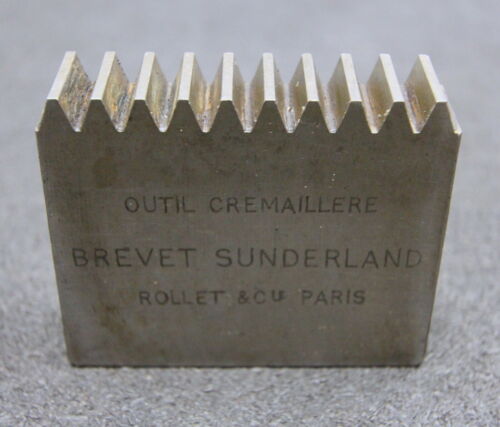 OUTIL CREMAILLERE
BREVET SUNDERLAND
ROLLET & Cie PARIS